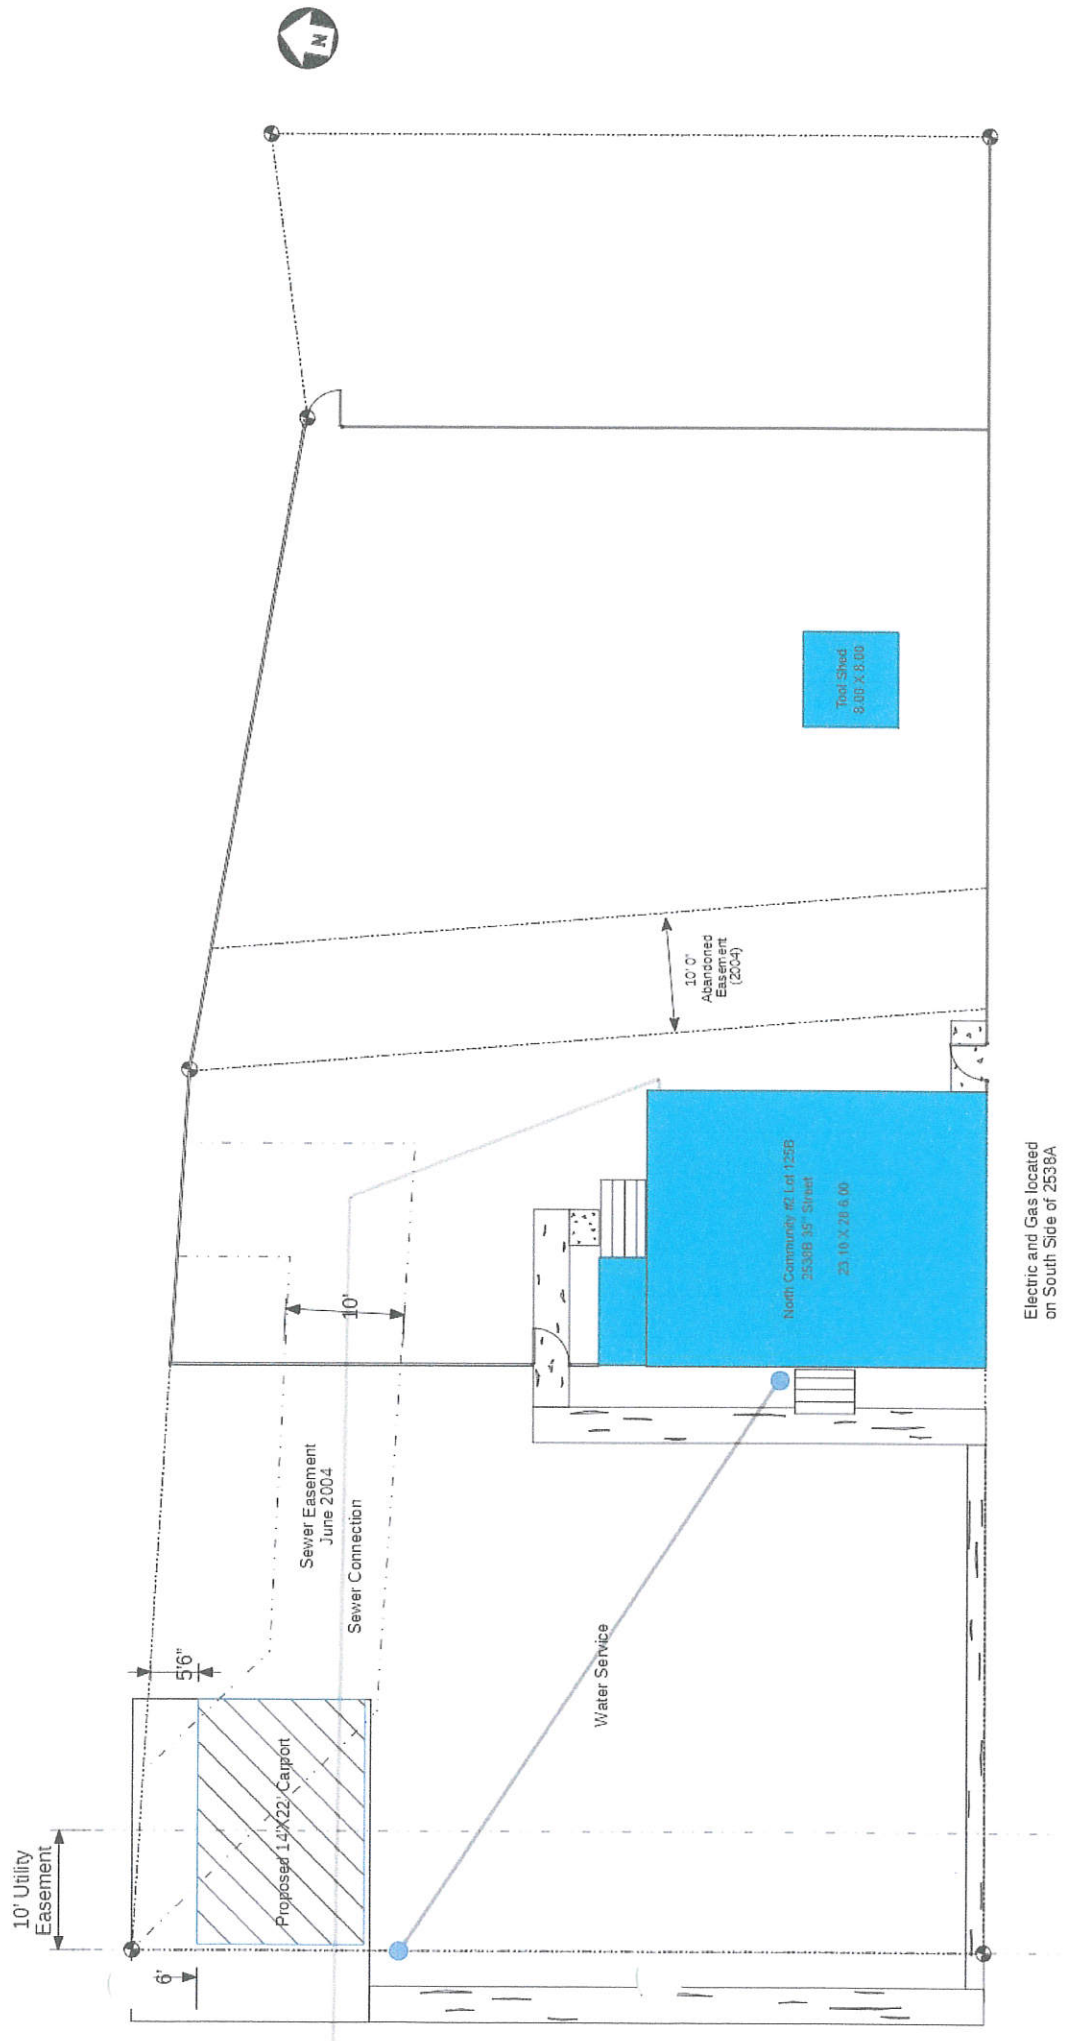 N
Tool Shed
8.00 X 8.00
10' 0"
Abandoned
Easement
(2004)
North Community #2 Lot 125B
2538B 35th Street
23.10 X 28 6.00
Electric and Gas located
on South Side of 2538A
10'
Sewer Easement
June 2004
Sewer Connection
Water Service
5'6"
Proposed 14'X22' Carport
10' Utility
Easement
6'